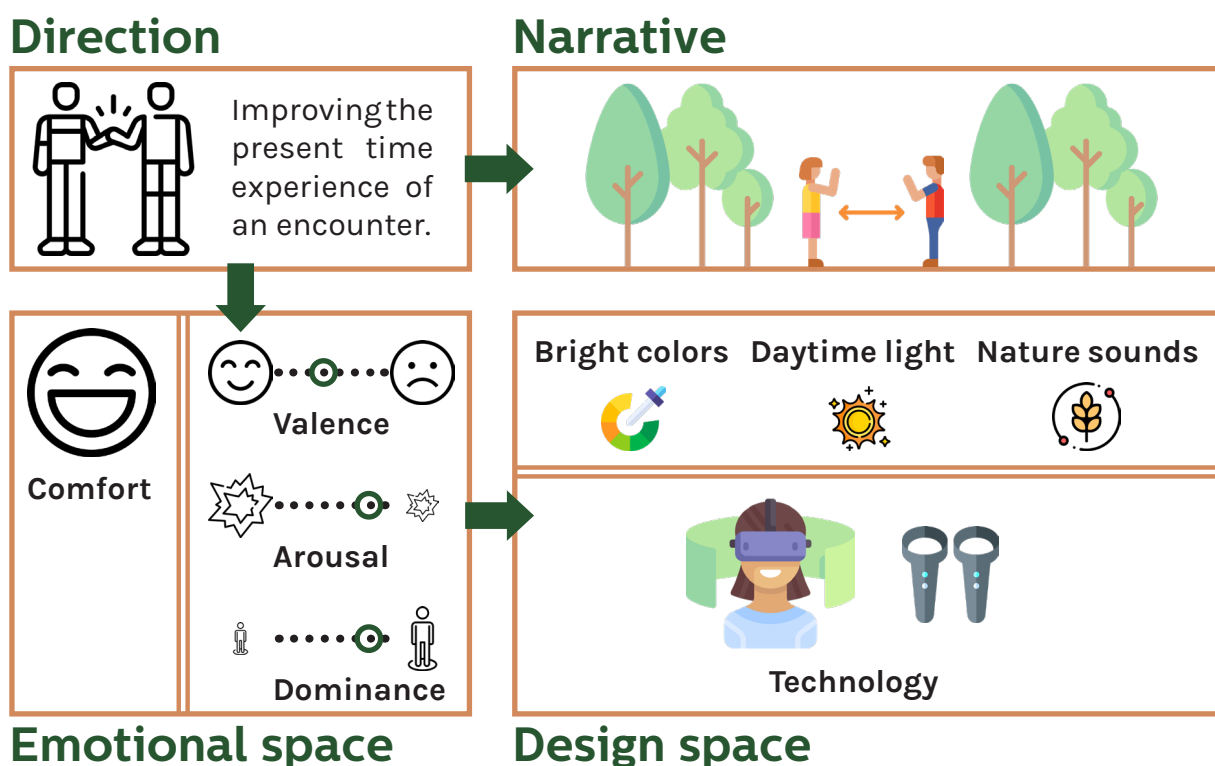 Direction
Narrative
Improving the
present time
experience of
an encounter.
Comfort
Valence
Arousal
Dominance
Bright colors
Daytime light
Nature sounds
Technology
Emotional space
Design space